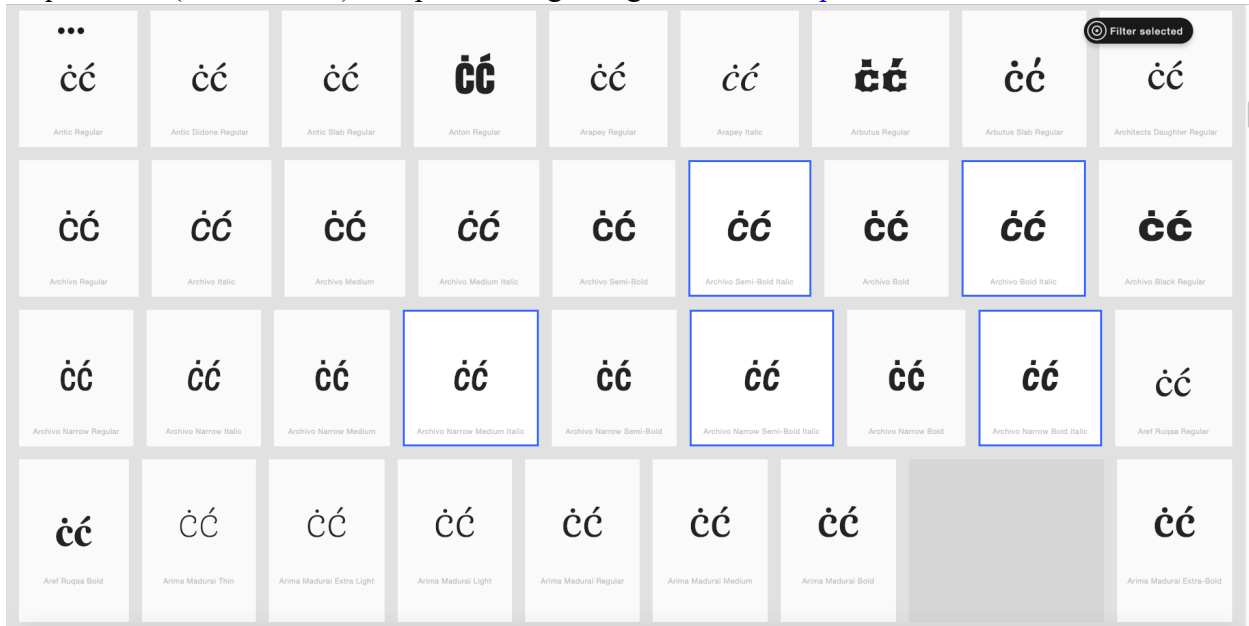 •••
Filter selected
ċć ċć ċć ċć ċć ċć ċć ċć ċć
Antic Regular Antic Didone Regular Antic Slab Regular Anton Regular Arapey Regular Arapey Italic Arbutus Regular Arbutus Slab Regular Architects Daughter Regular
ċć ċć ċć ċć ċć ċć ċć ċć ċć
Archivo Regular Archivo Italic Archivo Medium Archivo Medium Italic Archivo Semi-Bold Archivo Semi-Bold Italic Archivo Bold Archivo Bold Italic Archivo Black Regular
ċć ċć ċć ċć ċć ċć ċć ċć ċć
Archivo Narrow Regular Archivo Narrow Italic Archivo Narrow Medium Archivo Narrow Medium Italic Archivo Narrow Semi-Bold Archivo Narrow Semi-Bold Italic Archivo Narrow Bold Archivo Narrow Bold Italic Aref Ruqaa Regular
ċć ċć ċć ċć ċć ċć ċć ċć
Aref Ruqaa Bold Arima Madurai Thin Arima Madurai Extra Light Arima Madurai Light Arima Madurai Regular Arima Madurai Medium Arima Madurai Bold Arima Madurai Extra-Bold